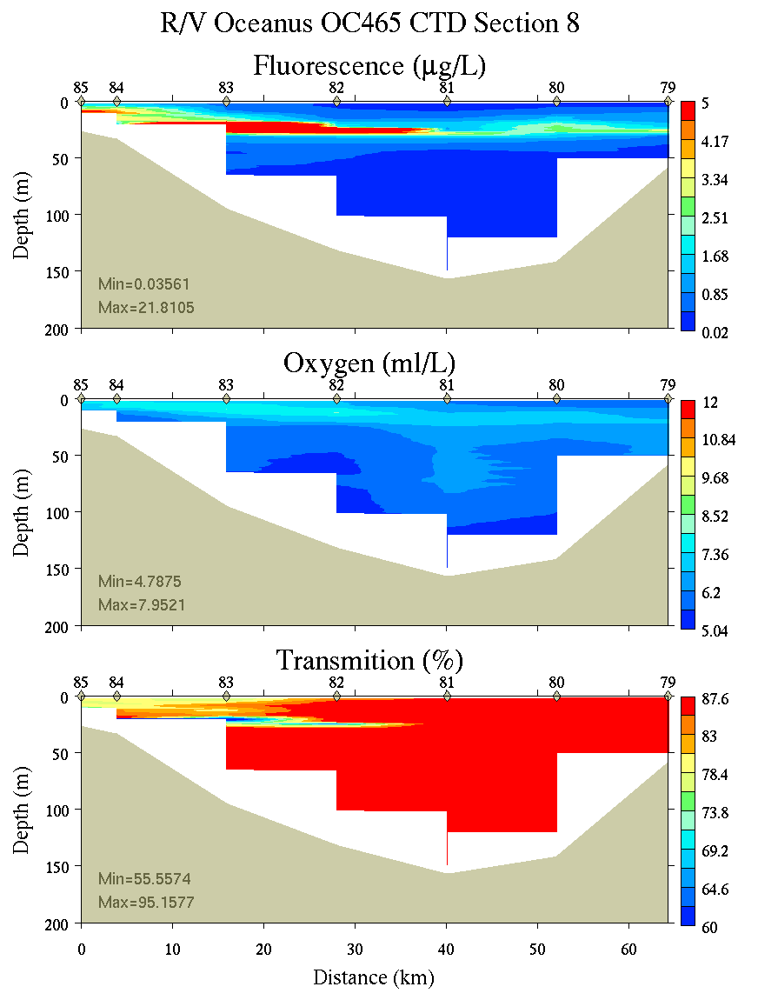 R/V Oceanus OC465 CTD Section 8
Fluorescence (μg/L)
85 84 83 82 81 80 79
0
50
100
150
200
Depth (m)
Min=0.03561
Max=21.8105
5
4.17
3.34
2.51
1.68
0.85
0.02
Oxygen (ml/L)
85 84 83 82 81 80 79
0
50
100
150
200
Depth (m)
Min=4.7875
Max=7.9521
12
10.84
9.68
8.52
7.36
6.2
5.04
Transmition (%)
85 84 83 82 81 80 79
0
50
100
150
200
Depth (m)
Min=55.5574
Max=95.1577
87.6
83
78.4
73.8
69.2
64.6
60
0 10 20 30 40 50 60
Distance (km)